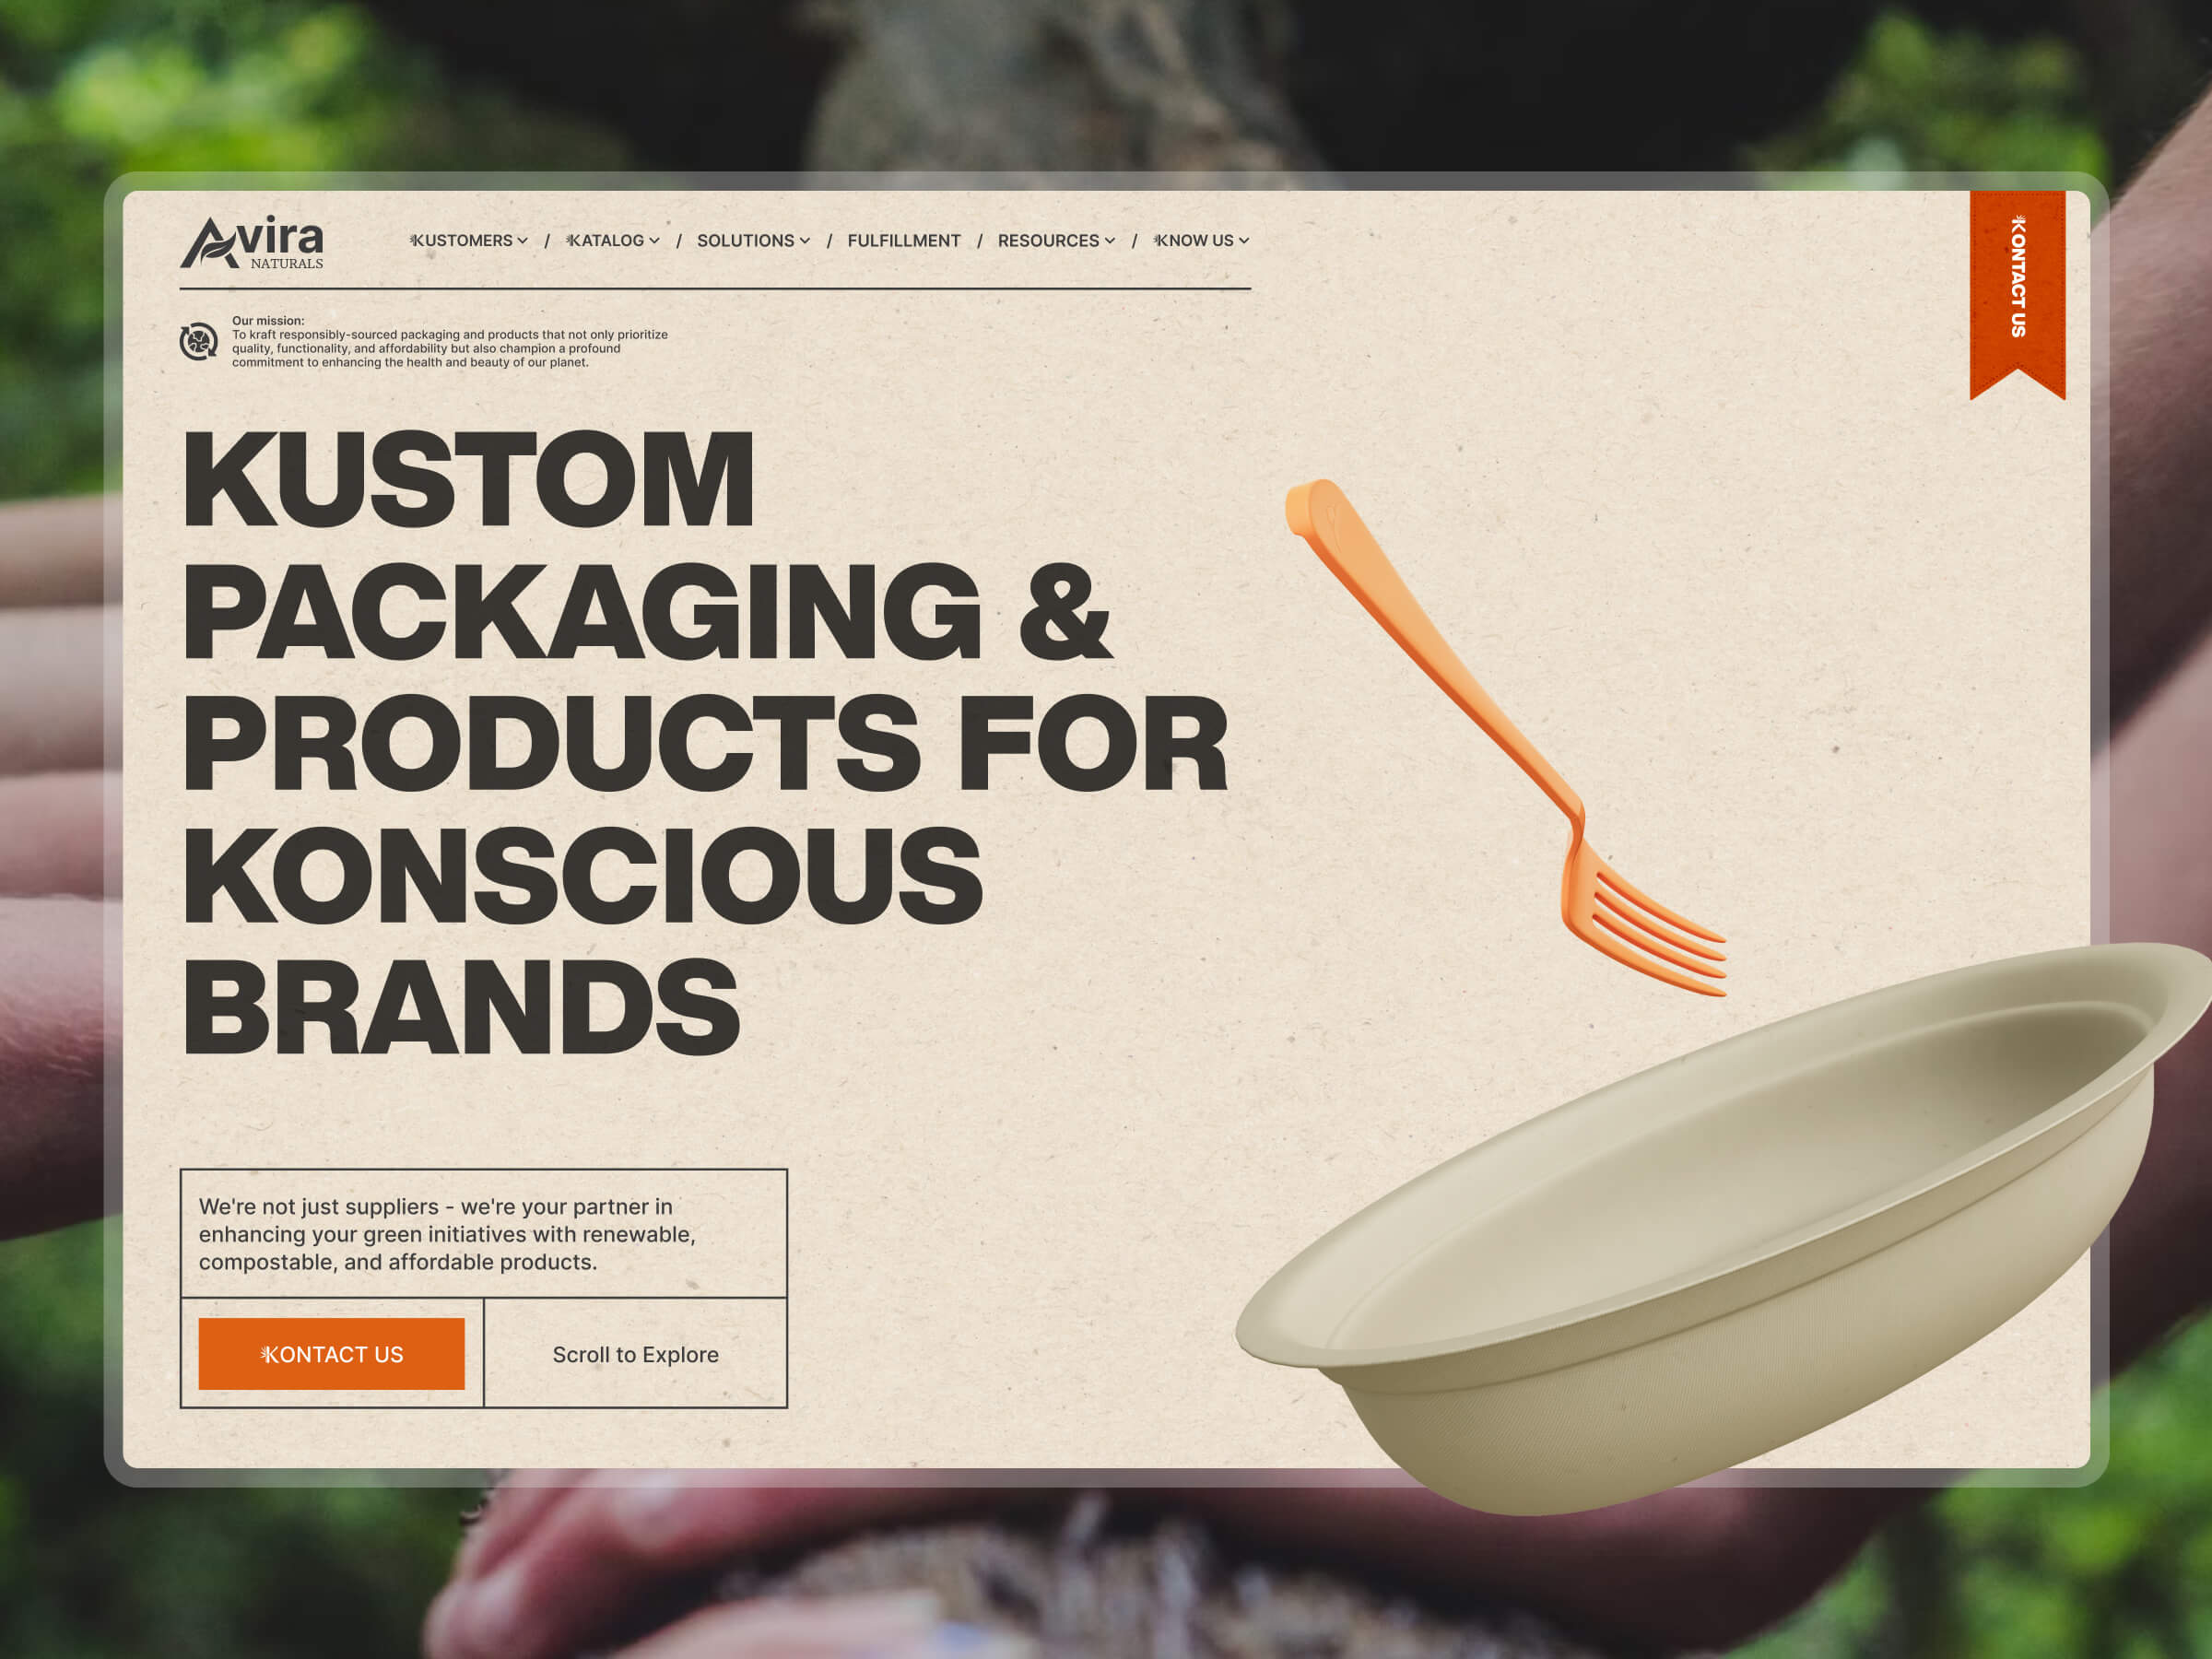 Avira
NATURALS
KUSTOMERS / KATALOG / SOLUTIONS / FULFILLMENT / RESOURCES / KNOW US
KONTACT US
Our mission:
To kraft responsibly-sourced packaging and products that not only prioritize
quality, functionality, and affordability but also champion a profound
commitment to enhancing the health and beauty of our planet.
KUSTOM
PACKAGING &
PRODUCTS FOR
KONSCIOUS
BRANDS
We're not just suppliers - we're your partner in
enhancing your green initiatives with renewable,
compostable, and affordable products.
KONTACT US
Scroll to Explore